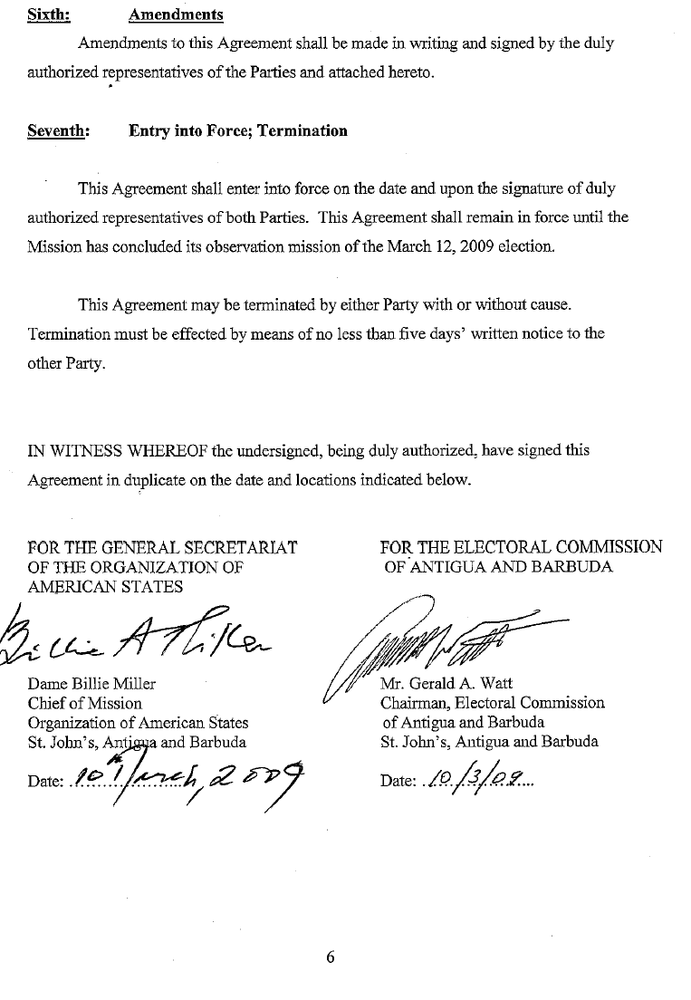 Sixth: Amendments
Amendments to this Agreement shall be made in writing and signed by the duly
authorized representatives of the Parties and attached hereto.
Seventh: Entry into Force; Termination
This Agreement shall enter into force on the date and upon the signature of duly
authorized representatives of both Parties. This Agreement shall remain in force until the
Mission has concluded its observation mission of the March 12, 2009 election.
This Agreement may be terminated by either Party with or without cause.
Termination must be effected by means of no less than five days' written notice to the
other Party.
IN WITNESS WHEREOF the undersigned, being duly authorized, have signed this
Agreement in duplicate on the date and locations indicated below.
FOR THE GENERAL SECRETARIAT
OF THE ORGANIZATION OF
AMERICAN STATES
Billie A Miller
Dame Billie Miller
Chief of Mission
Organization of American States
St. John's, Antigua and Barbuda
Date: 10th March, 2009
FOR THE ELECTORAL COMMISSION
OF ANTIGUA AND BARBUDA
Mr. Gerald A. Watt
Chairman, Electoral Commission
of Antigua and Barbuda
St. John's, Antigua and Barbuda
Date: 10/3/09
6